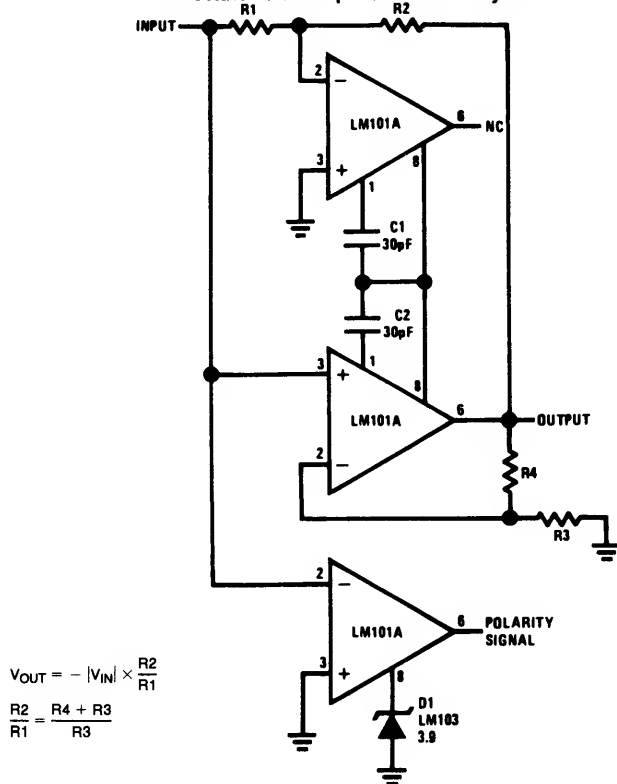 R1
R2
INPUT
2
−
LM101A
6
NC
8
3
+
1
C1
30pF
C2
30pF
1
3
+
8
LM101A
6
OUTPUT
2
−
R4
R3
2
−
LM101A
6
POLARITY
SIGNAL
3
+
8
D1
LM103
3.9
VOUT = − |VIN| × R2/R1
R2/R1 = R4 + R3/R3